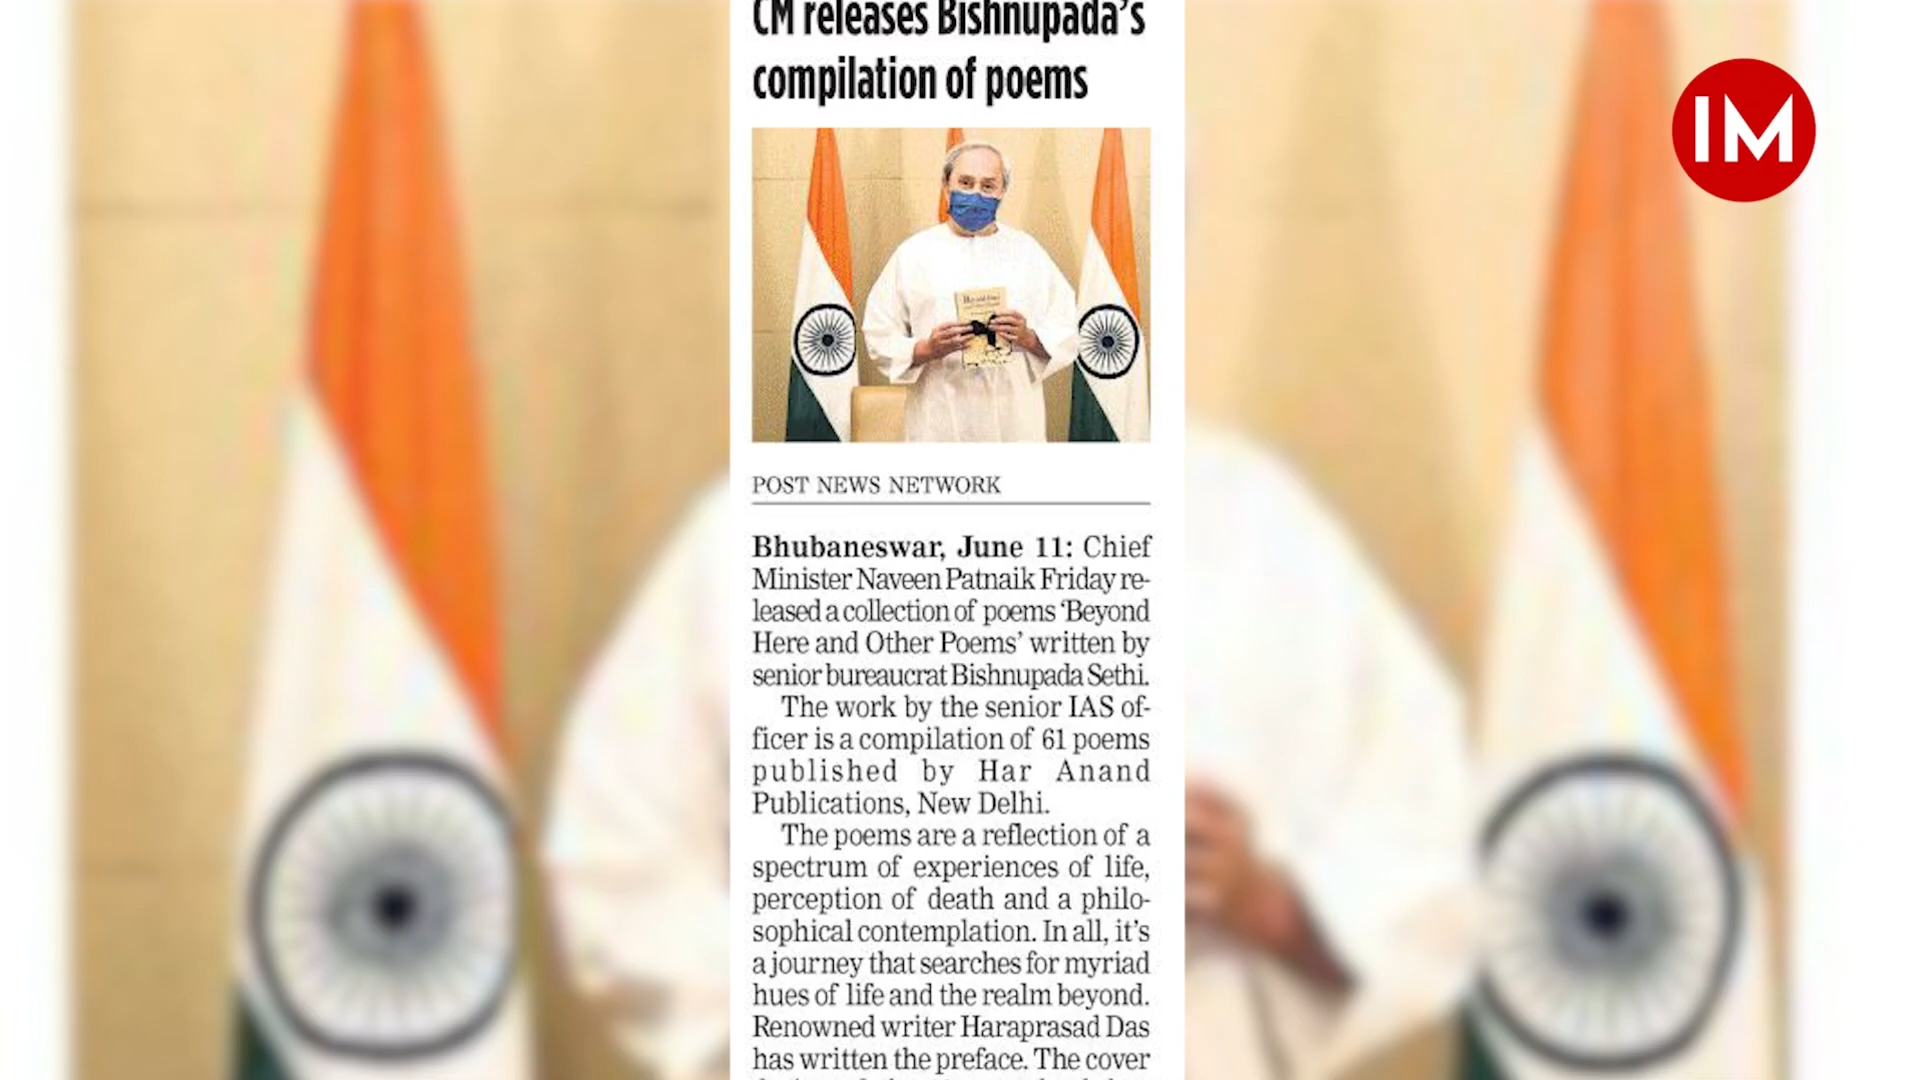 CM releases Bishnupada's
compilation of poems
IM
POST NEWS NETWORK
Bhubaneswar, June 11: Chief
Minister Naveen Patnaik Friday re-
leased a collection of poems ‘Beyond
Here and Other Poems’ written by
senior bureaucrat Bishnupada Sethi.
The work by the senior IAS of-
ficer is a compilation of 61 poems
published by Har Anand
Publications, New Delhi.
The poems are a reflection of a
spectrum of experiences of life,
perception of death and a philo-
sophical contemplation. In all, it’s
a journey that searches for myriad
hues of life and the realm beyond.
Renowned writer Haraprasad Das
has written the preface. The cover